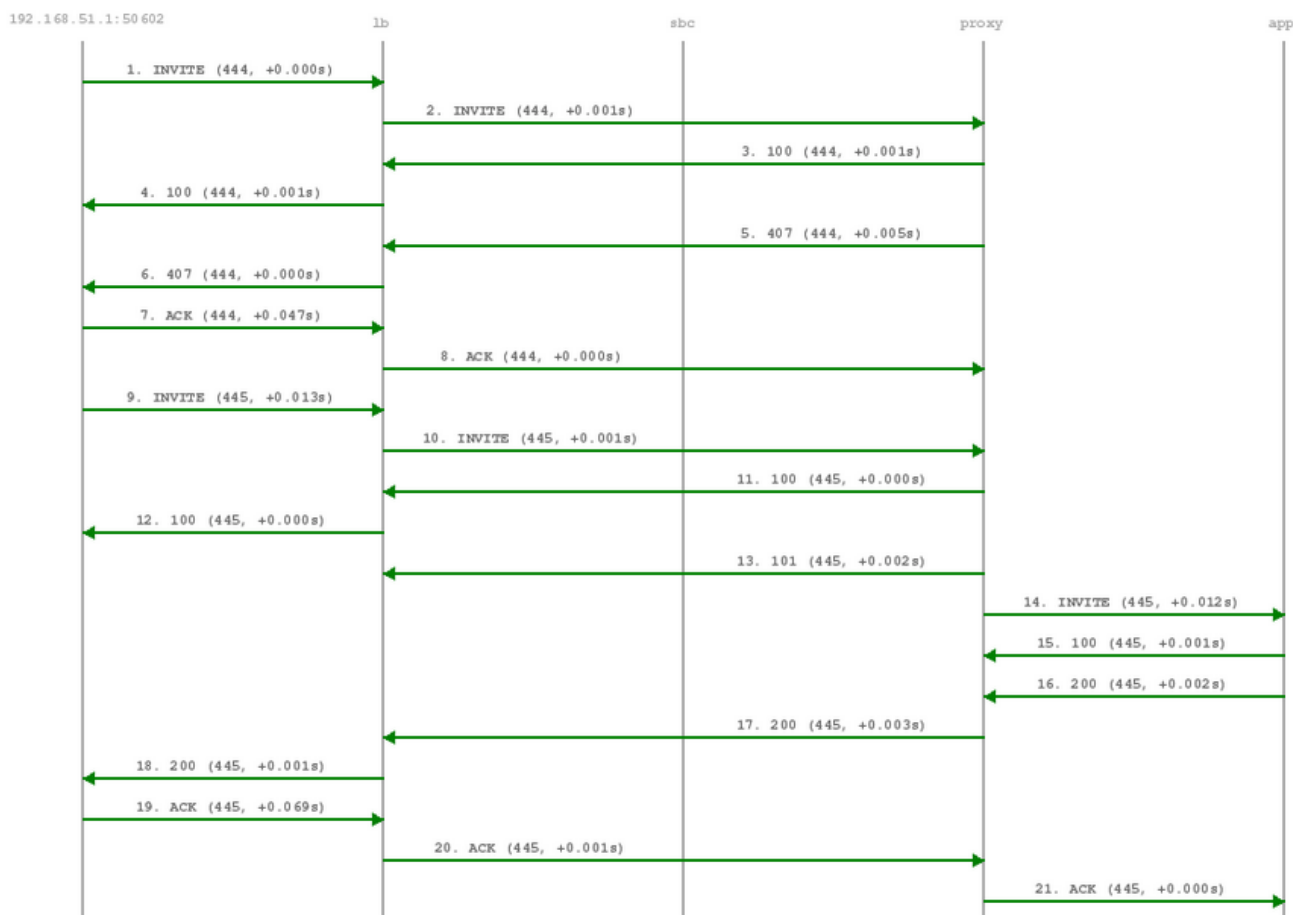 192.168.51.1:50602 lb sbc proxy app
1. INVITE (444, +0.000s)
2. INVITE (444, +0.001s)
3. 100 (444, +0.001s)
4. 100 (444, +0.001s)
5. 407 (444, +0.005s)
6. 407 (444, +0.000s)
7. ACK (444, +0.047s)
8. ACK (444, +0.000s)
9. INVITE (445, +0.013s)
10. INVITE (445, +0.001s)
11. 100 (445, +0.000s)
12. 100 (445, +0.000s)
13. 101 (445, +0.002s)
14. INVITE (445, +0.012s)
15. 100 (445, +0.001s)
16. 200 (445, +0.002s)
17. 200 (445, +0.003s)
18. 200 (445, +0.001s)
19. ACK (445, +0.069s)
20. ACK (445, +0.001s)
21. ACK (445, +0.000s)